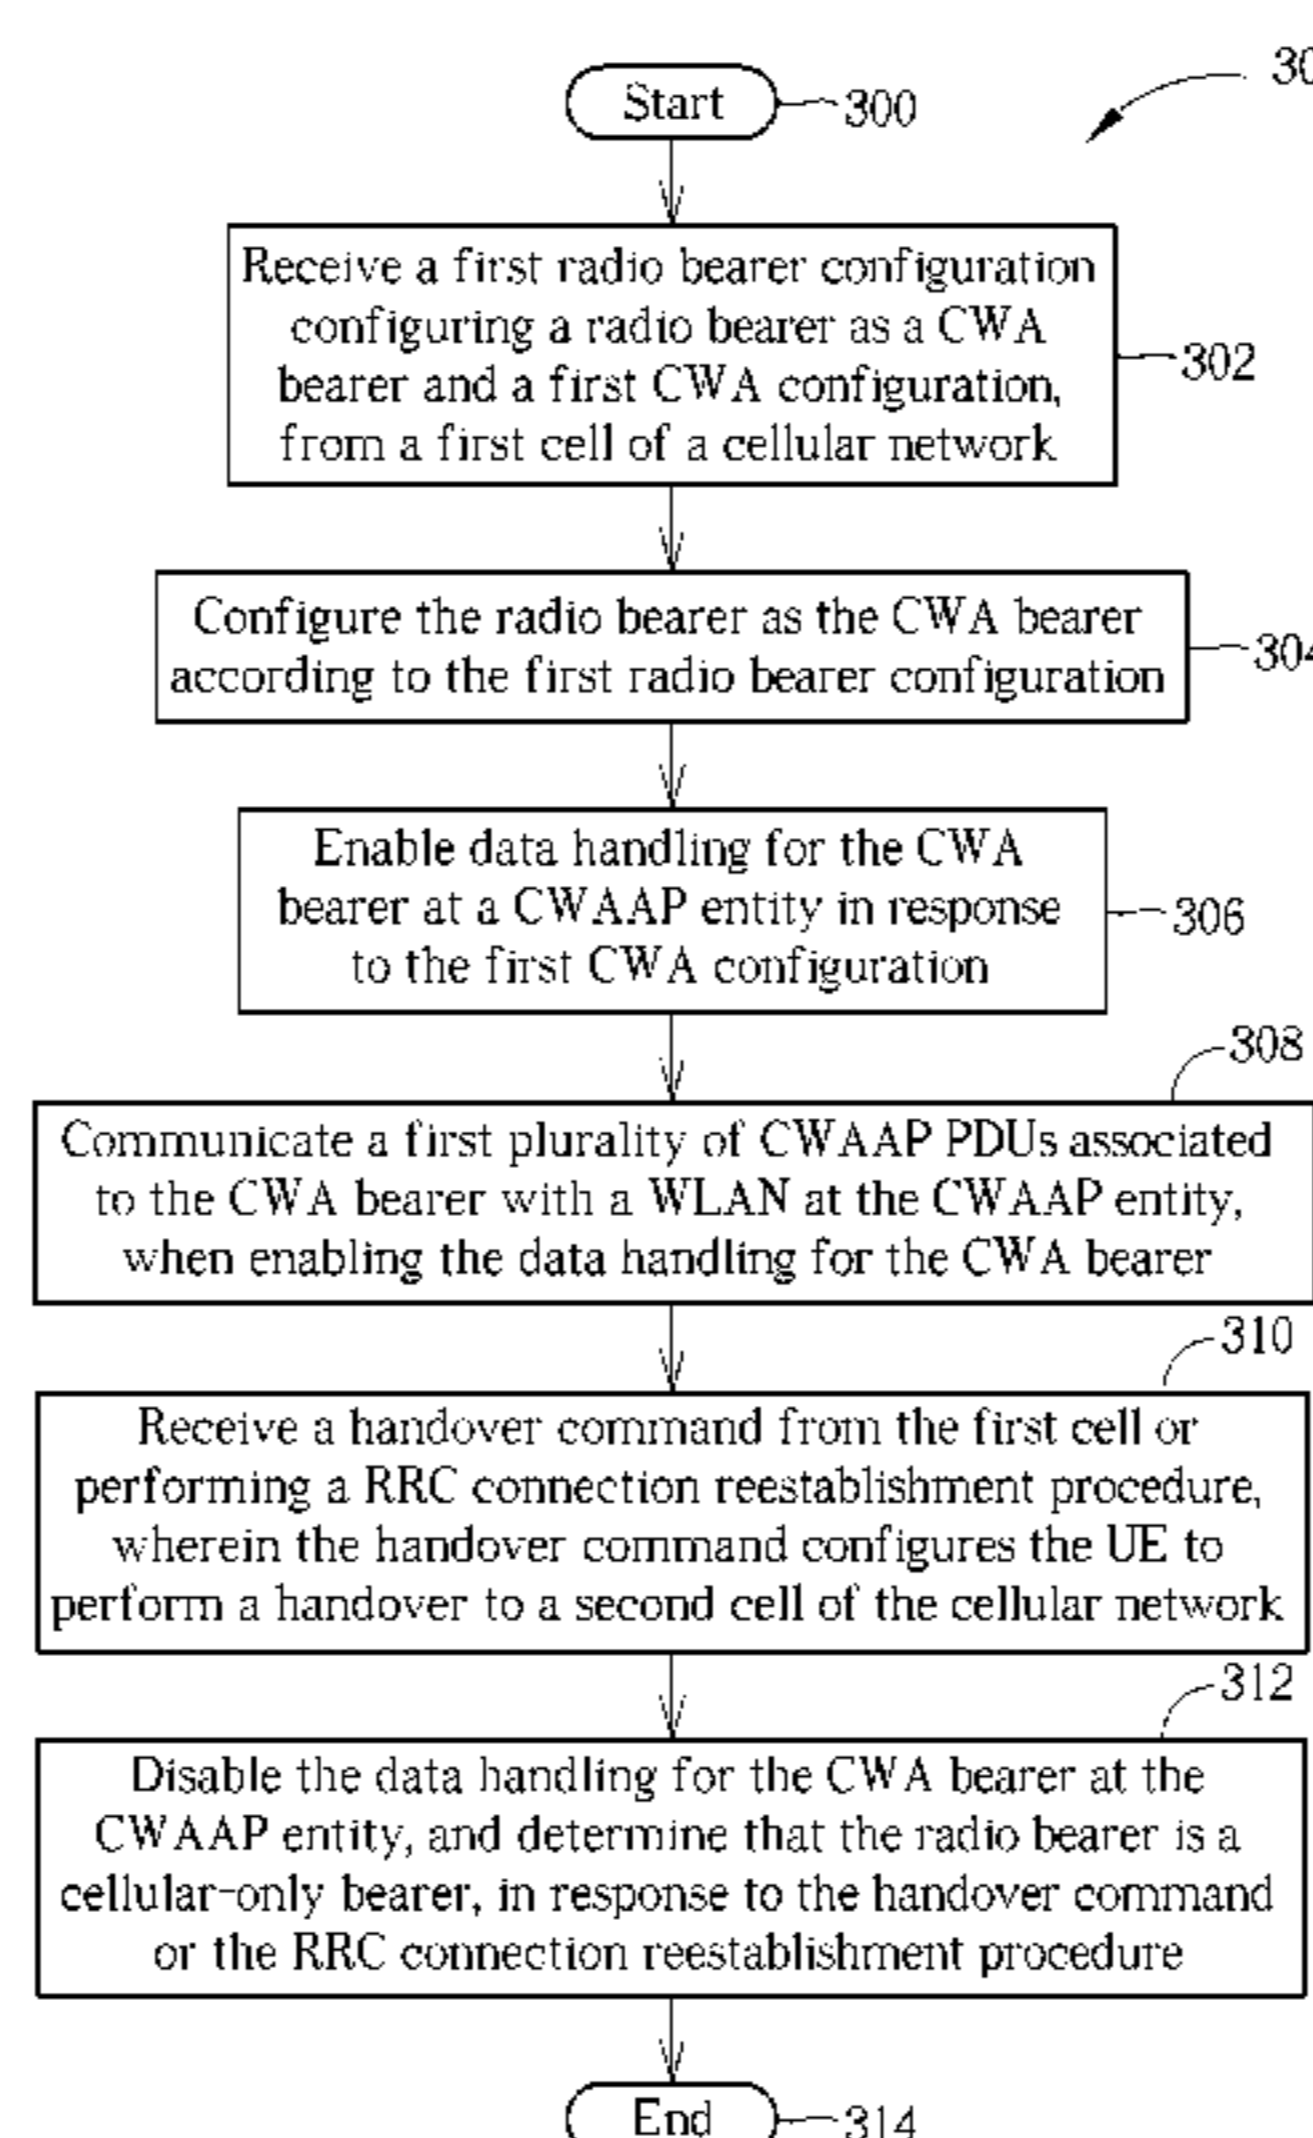 Start
300
Receive a first radio bearer configuration
configuring a radio bearer as a CWA
bearer and a first CWA configuration,
from a first cell of a cellular network
302
Configure the radio bearer as the CWA bearer
according to the first radio bearer configuration
304
Enable data handling for the CWA
bearer at a CWAAP entity in response
to the first CWA configuration
306
308
Communicate a first plurality of CWAAP PDUs associated
to the CWA bearer with a WLAN at the CWAAP entity,
when enabling the data handling for the CWA bearer
310
Receive a handover command from the first cell or
performing a RRC connection reestablishment procedure,
wherein the handover command configures the UE to
perform a handover to a second cell of the cellular network
312
Disable the data handling for the CWA bearer at the
CWAAP entity, and determine that the radio bearer is a
cellular-only bearer, in response to the handover command
or the RRC connection reestablishment procedure
End
314